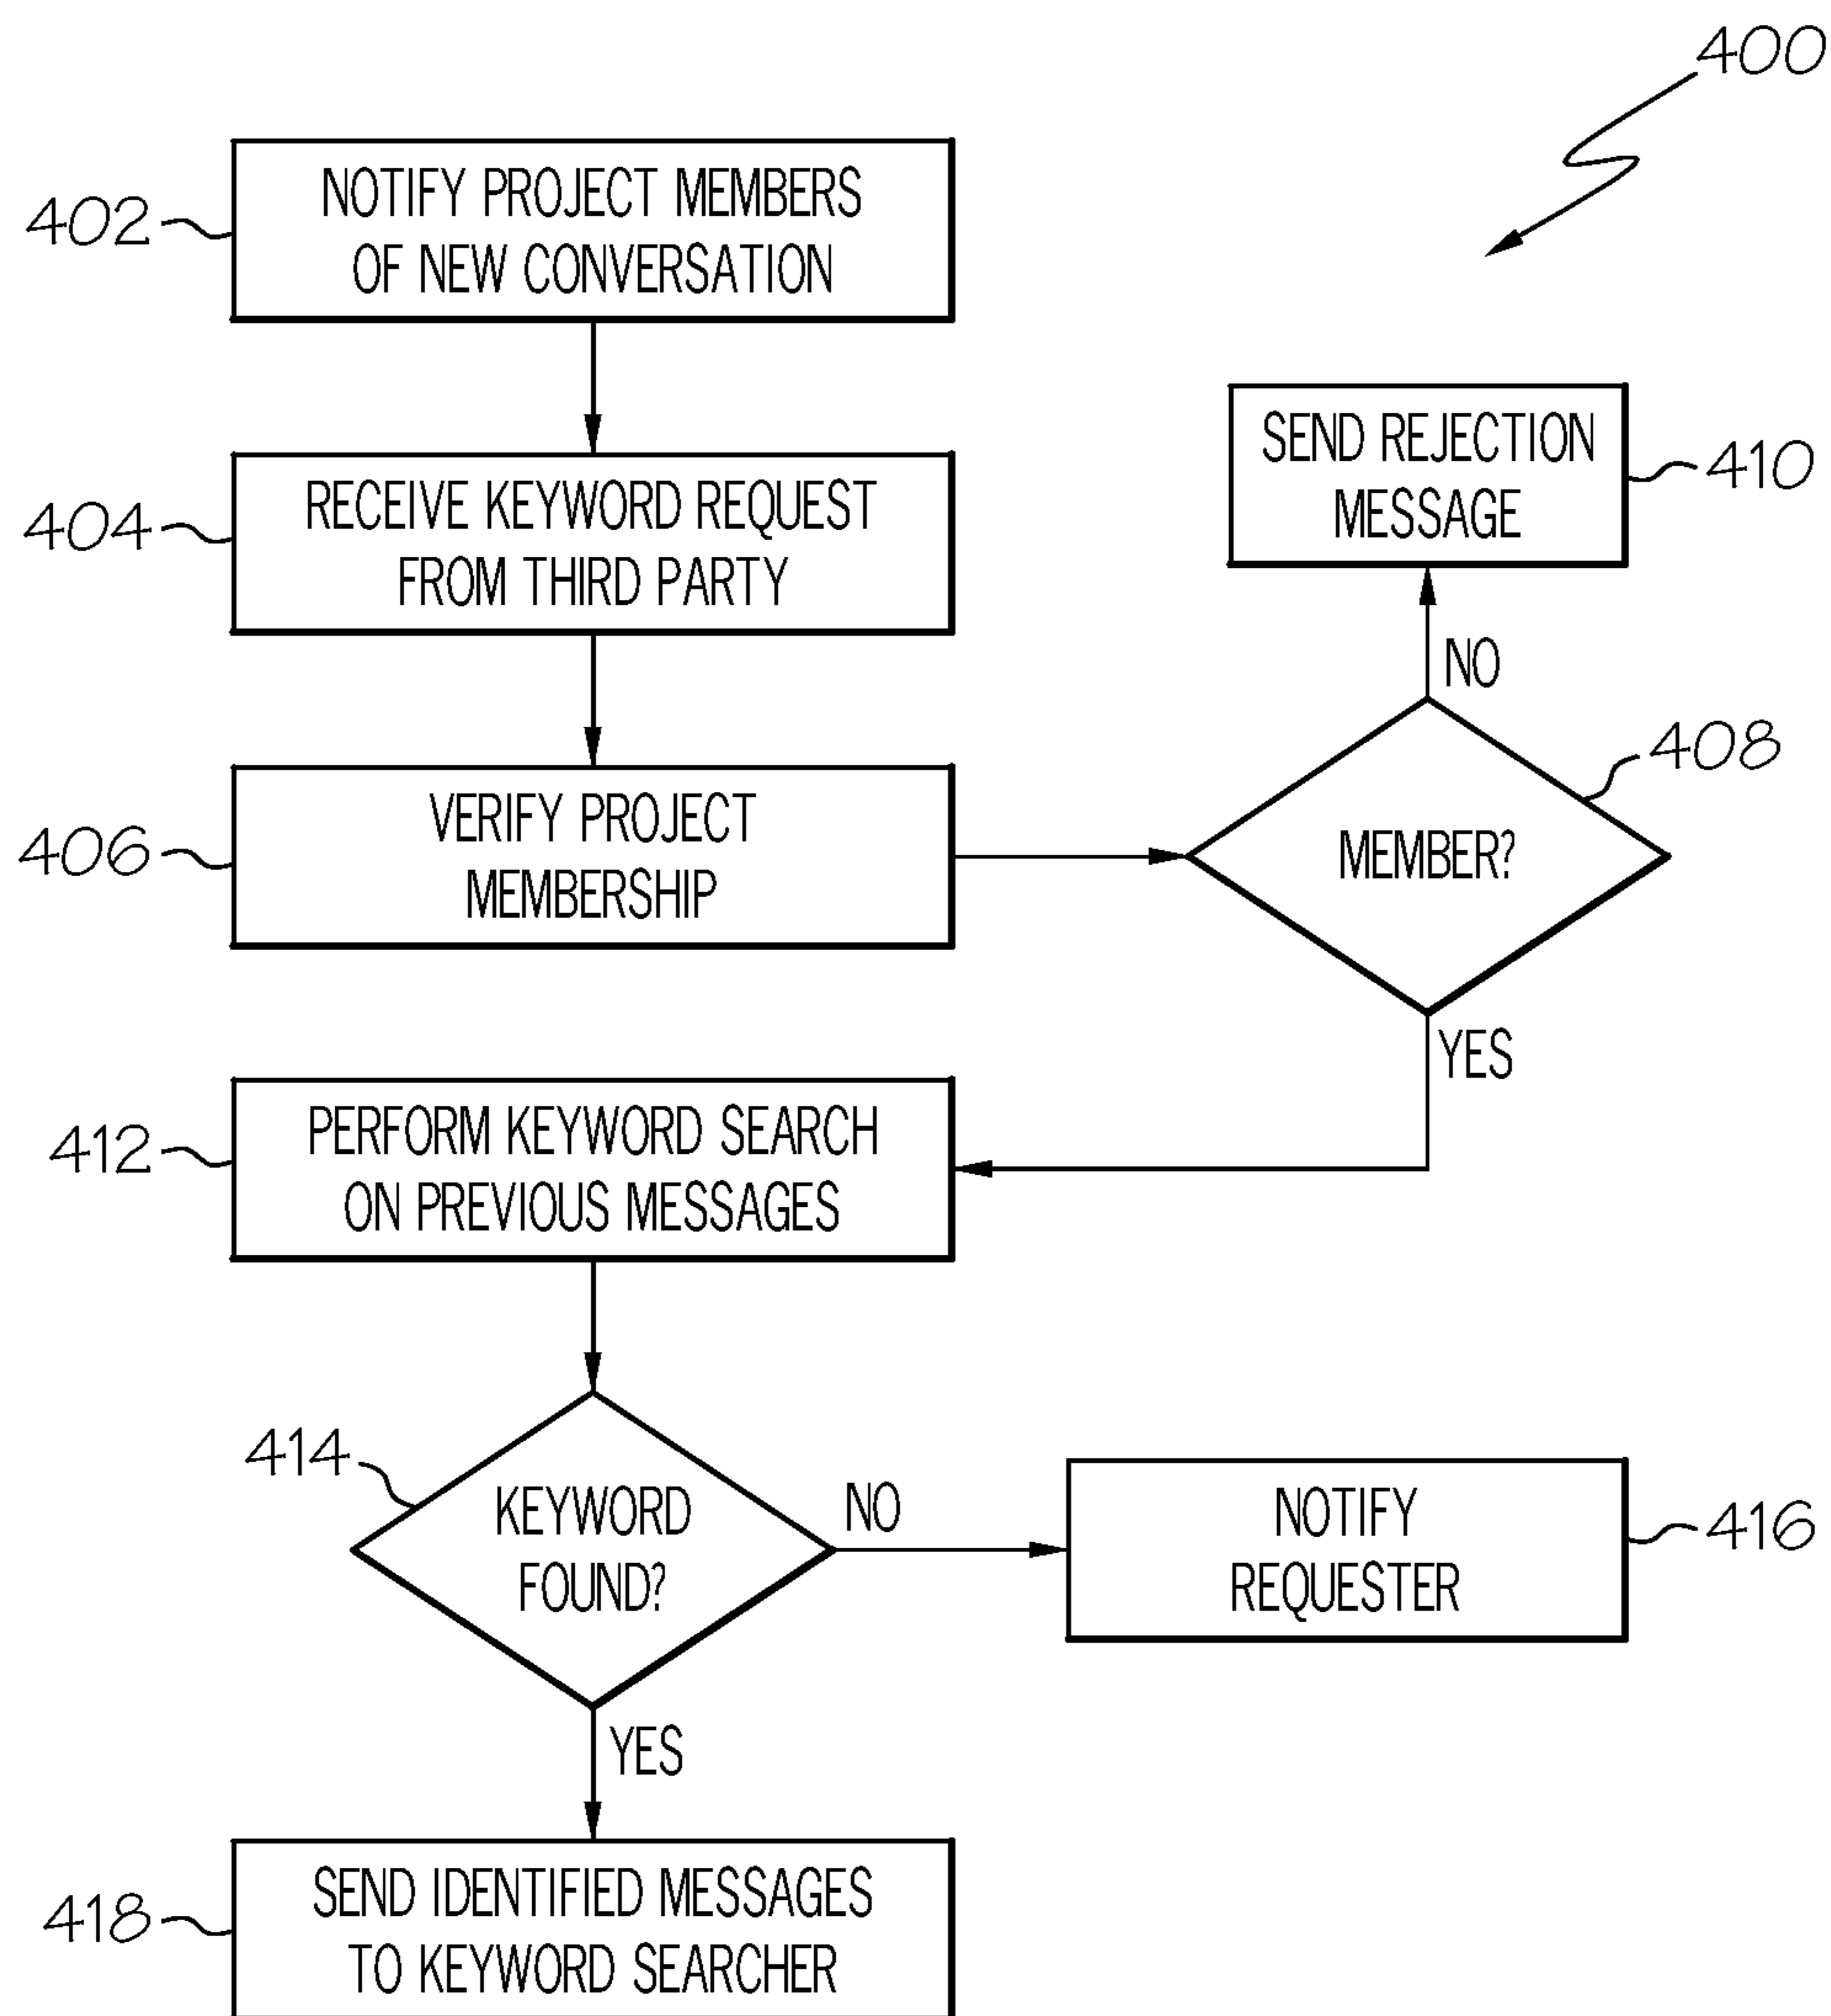 400
402
NOTIFY PROJECT MEMBERS
OF NEW CONVERSATION
404
RECEIVE KEYWORD REQUEST
FROM THIRD PARTY
SEND REJECTION
MESSAGE
410
NO
406
VERIFY PROJECT
MEMBERSHIP
408
MEMBER?
YES
412
PERFORM KEYWORD SEARCH
ON PREVIOUS MESSAGES
414
KEYWORD
FOUND?
NO
NOTIFY
REQUESTER
416
YES
418
SEND IDENTIFIED MESSAGES
TO KEYWORD SEARCHER